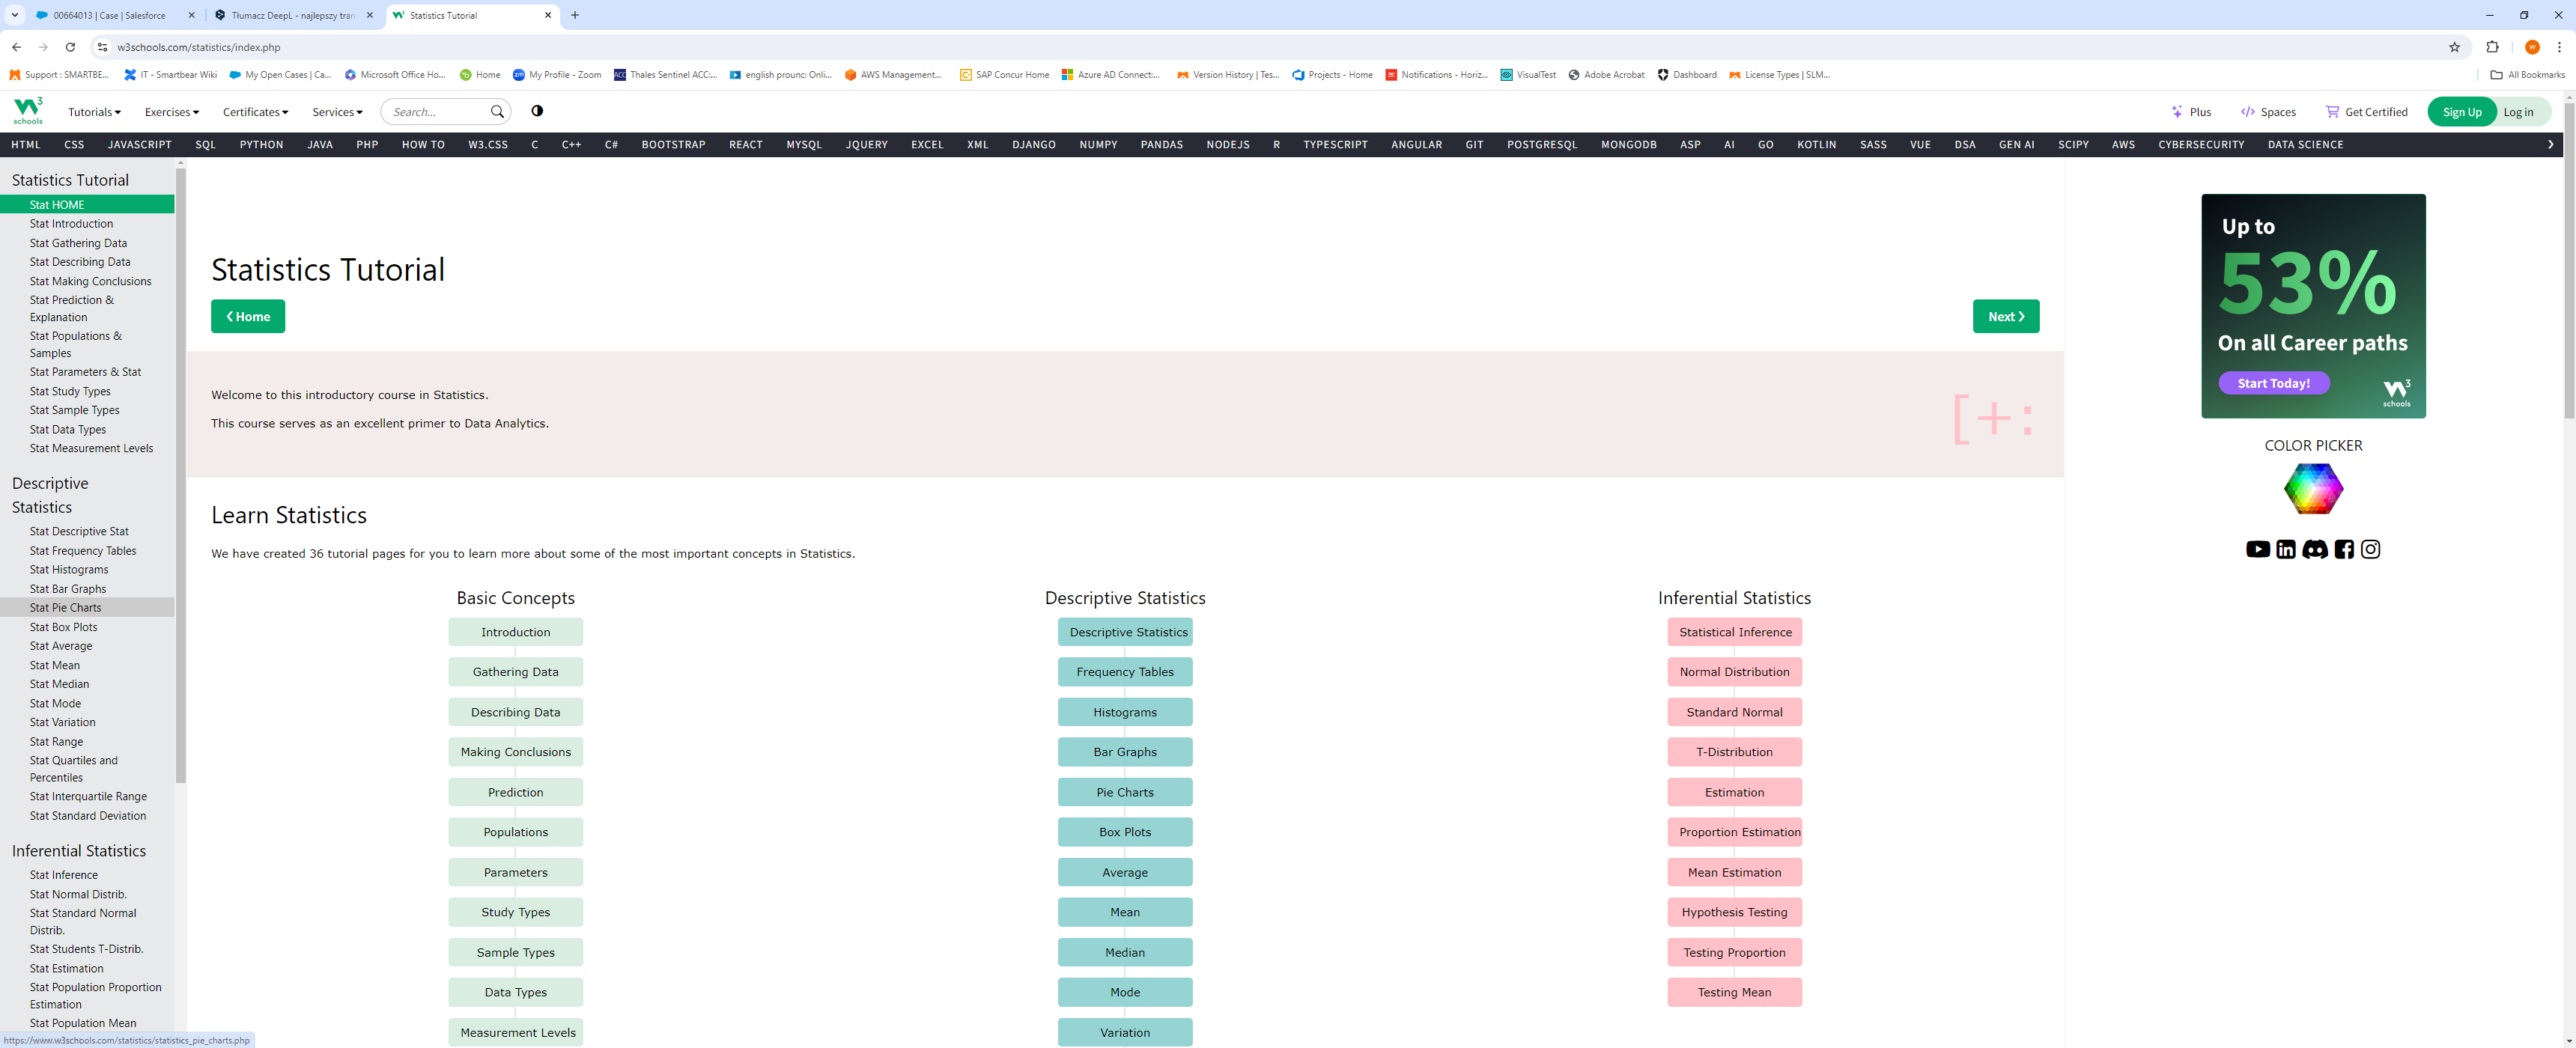 00664013 | Case | Salesforce
Tłumacz DeepL - najlepszy tran
Statistics Tutorial
w3schools.com/statistics/index.php
Support : SMARTBE...
IT - Smartbear Wiki
My Open Cases | Ca...
Microsoft Office Ho...
Home
My Profile - Zoom
Thales Sentinel ACC:...
english prounc: Onli...
AWS Management...
SAP Concur Home
Azure AD Connect:...
Version History | Tes...
Projects - Home
Notifications - Horiz...
VisualTest
Adobe Acrobat
Dashboard
License Types | SLM...
All Bookmarks
schools
Tutorials
Exercises
Certificates
Services
Search...
Plus
Spaces
Get Certified
Sign Up
Log in
HTML CSS JAVASCRIPT SQL PYTHON JAVA PHP HOW TO W3.CSS C C++ C# BOOTSTRAP REACT MYSQL JQUERY EXCEL XML DJANGO NUMPY PANDAS NODEJS R TYPESCRIPT ANGULAR GIT POSTGRESQL MONGODB ASP AI GO KOTLIN SASS VUE DSA GEN AI SCIPY AWS CYBERSECURITY DATA SCIENCE
Statistics Tutorial
Stat HOME
Stat Introduction
Stat Gathering Data
Stat Describing Data
Stat Making Conclusions
Stat Prediction &
Explanation
Stat Populations &
Samples
Stat Parameters & Stat
Stat Study Types
Stat Sample Types
Stat Data Types
Stat Measurement Levels
Descriptive
Statistics
Stat Descriptive Stat
Stat Frequency Tables
Stat Histograms
Stat Bar Graphs
Stat Pie Charts
Stat Box Plots
Stat Average
Stat Mean
Stat Median
Stat Mode
Stat Variation
Stat Range
Stat Quartiles and
Percentiles
Stat Interquartile Range
Stat Standard Deviation
Inferential Statistics
Stat Inference
Stat Normal Distrib.
Stat Standard Normal
Distrib.
Stat Students T-Distrib.
Stat Estimation
Stat Population Proportion
Estimation
Stat Population Mean
https://www.w3schools.com/statistics/statistics_pie_charts.php
Statistics Tutorial
❮ Home
Next ❯
Welcome to this introductory course in Statistics.
This course serves as an excellent primer to Data Analytics.
[+:
Learn Statistics
We have created 36 tutorial pages for you to learn more about some of the most important concepts in Statistics.
Basic Concepts
Introduction
Gathering Data
Describing Data
Making Conclusions
Prediction
Populations
Parameters
Study Types
Sample Types
Data Types
Measurement Levels
Descriptive Statistics
Descriptive Statistics
Frequency Tables
Histograms
Bar Graphs
Pie Charts
Box Plots
Average
Mean
Median
Mode
Variation
Inferential Statistics
Statistical Inference
Normal Distribution
Standard Normal
T-Distribution
Estimation
Proportion Estimation
Mean Estimation
Hypothesis Testing
Testing Proportion
Testing Mean
Up to
53%
On all Career paths
Start Today!
schools
COLOR PICKER